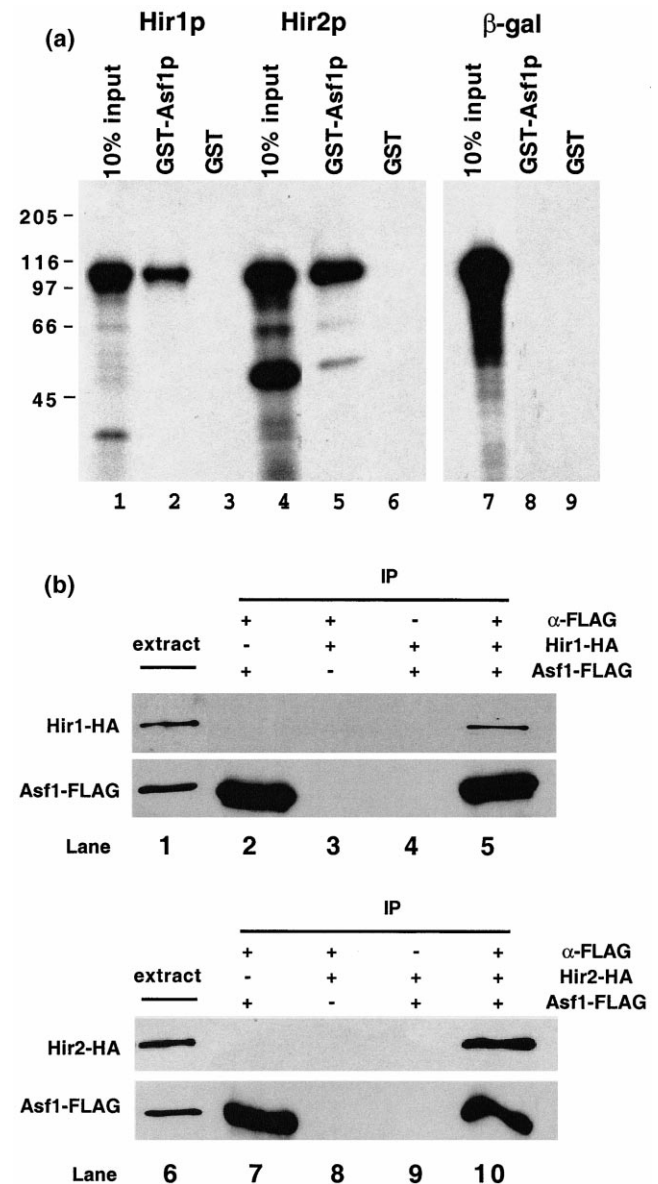 (a)
Hir1p Hir2p β-gal
10% input GST-Asf1p GST 10% input GST-Asf1p GST 10% input GST-Asf1p GST
205
116
97
66
45
1 2 3 4 5 6 7 8 9
(b)
IP
+ + - + α-FLAG
extract - + + + Hir1-HA
+ - + + Asf1-FLAG
Hir1-HA
Asf1-FLAG
Lane 1 2 3 4 5
IP
+ + - + α-FLAG
extract - + + + Hir2-HA
+ - + + Asf1-FLAG
Hir2-HA
Asf1-FLAG
Lane 6 7 8 9 10